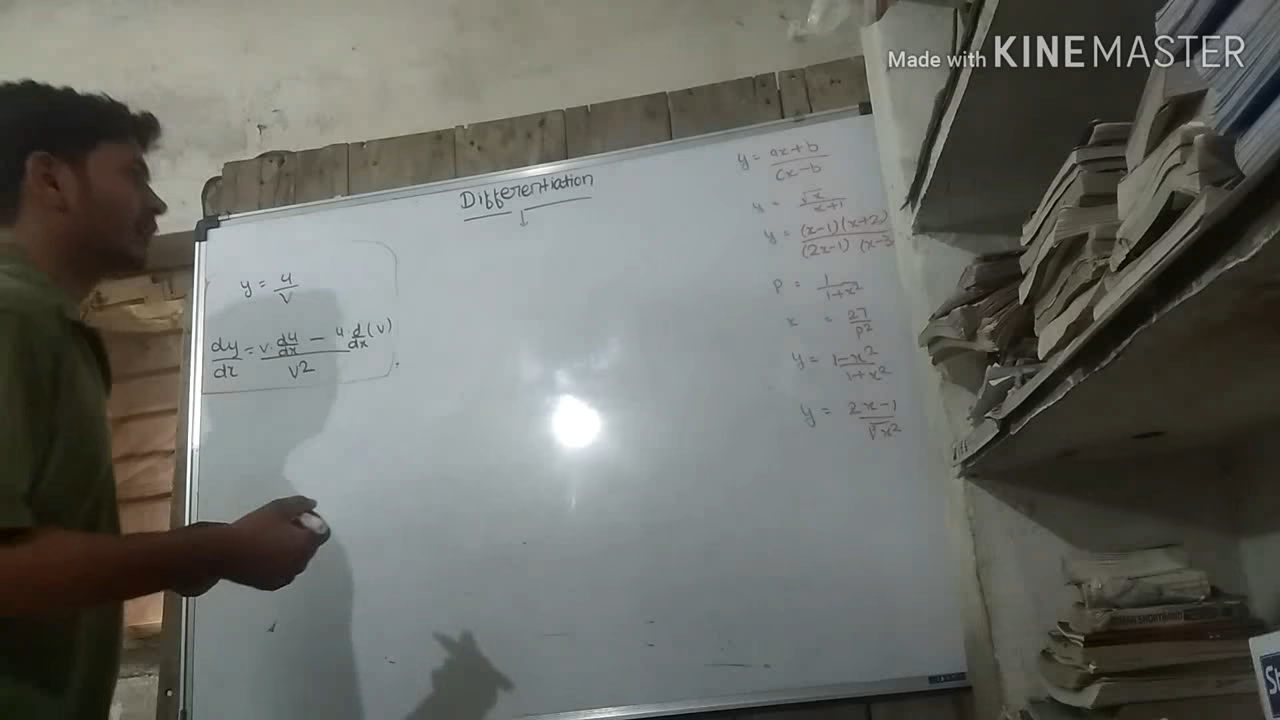 Made with KINEMASTER
Differentiation
↓
y = u/v
dy/dx = v. du/dx - u d/dx (v) / v²
y = ax+b / cx-b
y = √x / x+1
y = (x-1)(x+2) / (2x-1) (x-3
p = 1 / 1+x²
x = 27 / p²
y = 1-x² / 1+x²
y = 2x-1 / ∛x²